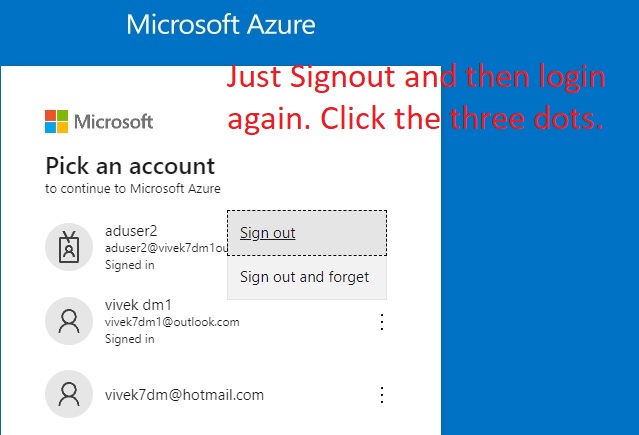 Microsoft Azure
Just Signout and then login
again. Click the three dots.
Microsoft
Pick an account
to continue to Microsoft Azure
aduser2
aduser2@vivek7dm1ou
Signed in
Sign out
Sign out and forget
vivek dm1
vivek7dm1@outlook.com
Signed in
vivek7dm@hotmail.com